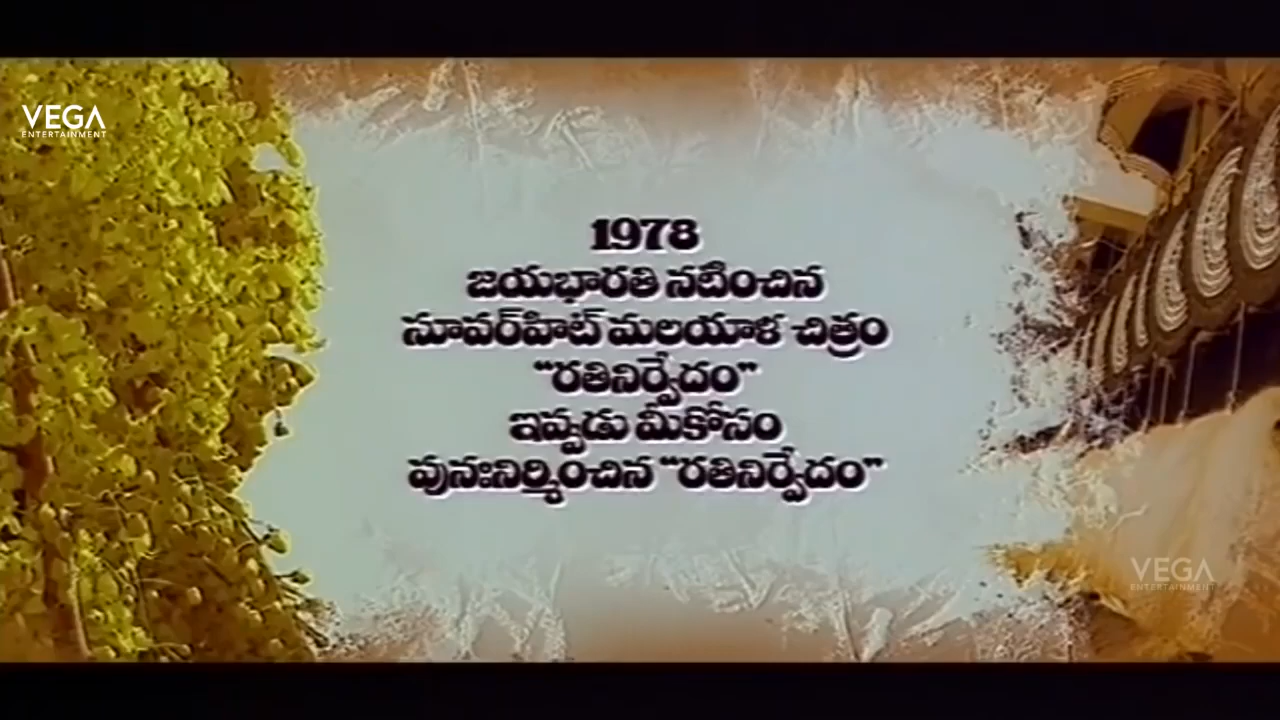 VEGA
ENTERTAINMENT
1978
జయభారతి నటించిన
సూపర్‌హిట్ మలయాళ చిత్రం
“రతినిర్వేదం”
ఇప్పుడు మీకోసం
పునఃనిర్మించిన “రతినిర్వేదం”
VEGA
ENTERTAINMENT